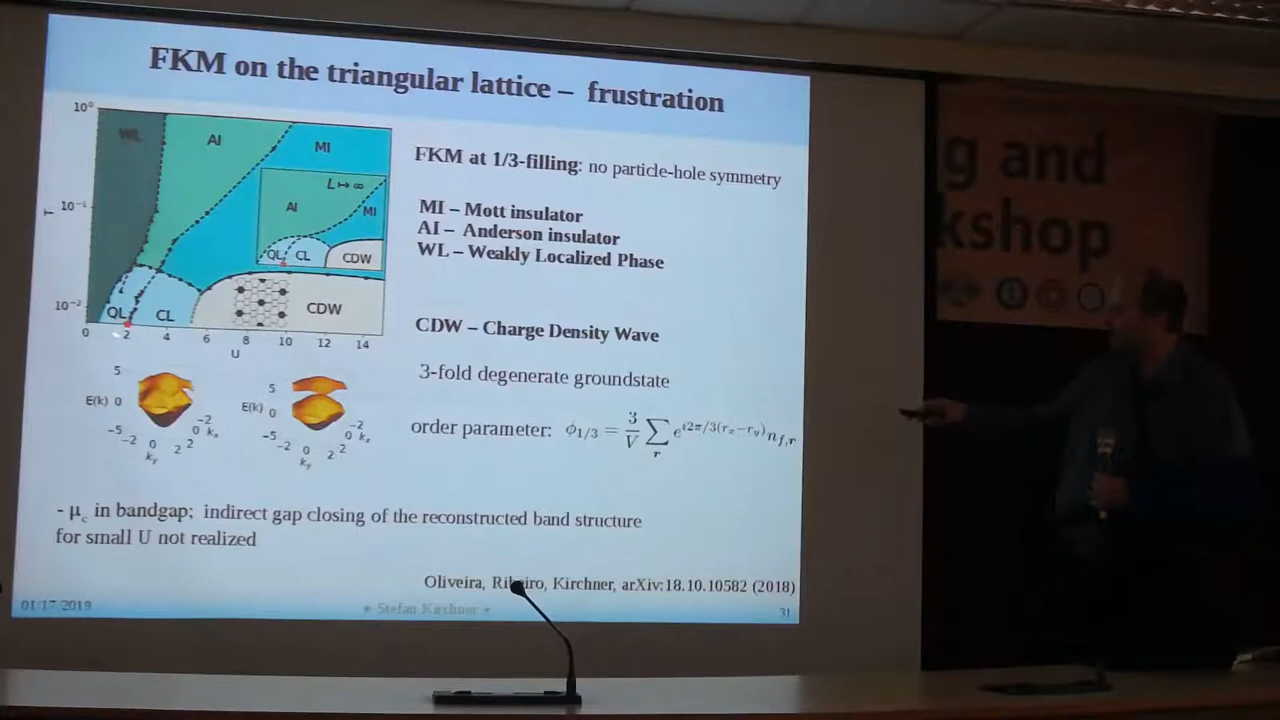 FKM on the triangular lattice – frustration
10⁰
WL
AI
MI
L↦∞
AI
MI
QL
CL
CDW
T
10⁻¹
10⁻²
QL
CL
CDW
0 2 4 6 8 10 12 14
U
FKM at 1/3-filling: no particle-hole symmetry
MI – Mott insulator
AI – Anderson insulator
WL – Weakly Localized Phase
CDW – Charge Density Wave
3-fold degenerate groundstate
order parameter: ϕ₁/₃ = 3/V ∑r e^{i2π/3(rₓ−r_y)} n_{f,r}
5
E(k) 0
−5
−2 0 2
k_y
−2 0 2
kₓ
5
E(k) 0
−5
−2 0 2
k_y
−2 0 2
kₓ
- μ_c in bandgap; indirect gap closing of the reconstructed band structure
for small U not realized
Oliveira, Ribeiro, Kirchner, arXiv:18.10.10582 (2018)
01/17/2019
* Stefan Kirchner *
31
g and
kshop